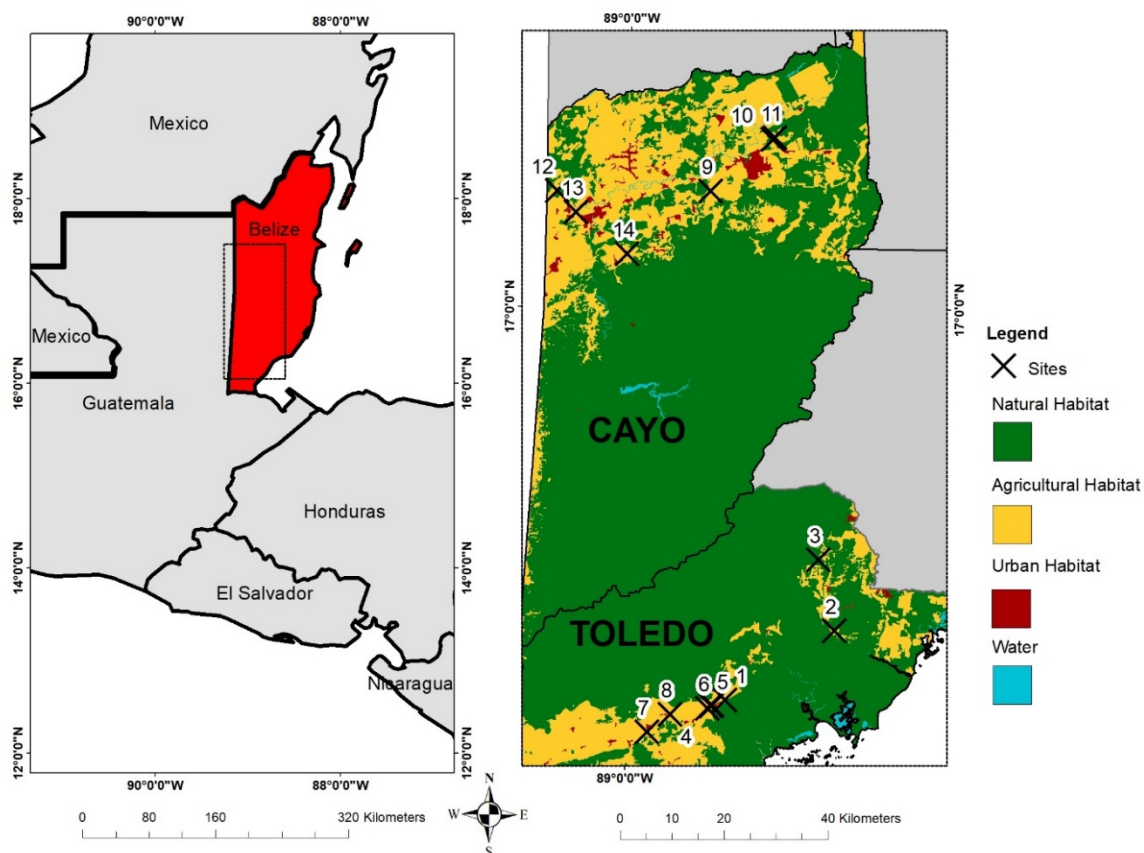 90°0'0"W
88°0'0"W
89°0'0"W
Mexico
18°0'0"N
18°0'0"N
Belize
Mexico
16°0'0"N
16°0'0"N
Guatemala
Honduras
14°0'0"N
14°0'0"N
El Salvador
Nicaragua
12°0'0"N
12°0'0"N
90°0'0"W
88°0'0"W
10
11
12
13
9
14
17°0'0"N
17°0'0"N
CAYO
3
2
TOLEDO
6
5
1
8
7
4
89°0'0"W
Legend
Sites
Natural Habitat
Agricultural Habitat
Urban Habitat
Water
0 80 160 320 Kilometers
N
W
E
S
0 10 20 40 Kilometers